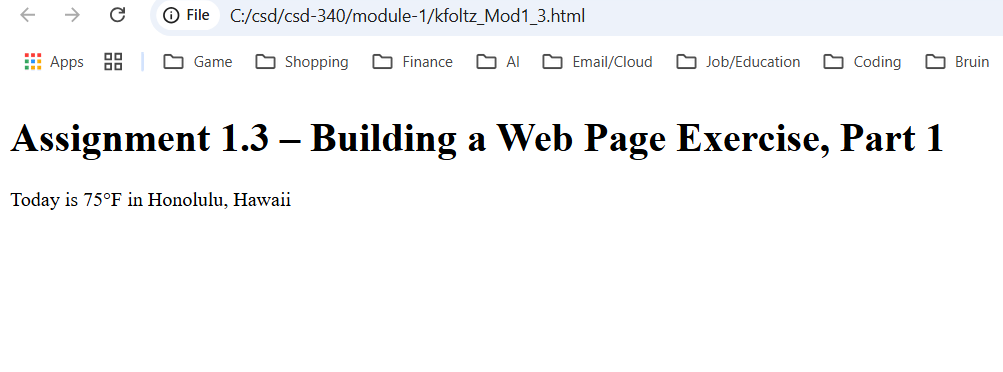 File C:/csd/csd-340/module-1/kfoltz_Mod1_3.html
Apps Game Shopping Finance AI Email/Cloud Job/Education Coding Bruin
Assignment 1.3 – Building a Web Page Exercise, Part 1
Today is 75°F in Honolulu, Hawaii